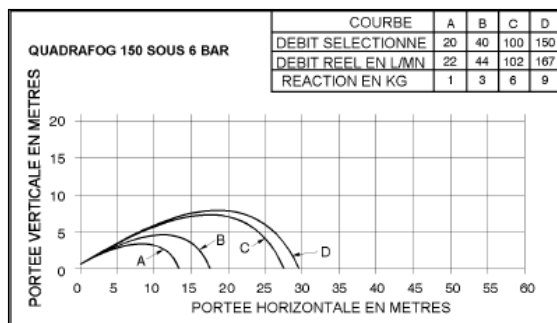 COURBE A B C D
QUADRAFOG 150 SOUS 6 BAR
DEBIT SELECTIONNE 20 40 100 150
DEBIT REEL EN L/MN 22 44 102 167
REACTION EN KG 1 3 6 9
PORTEE VERTICALE EN METRES
20
15
10
5
0
A
B
C
D
0 5 10 15 20 25 30 35 40 45 50 55 60
PORTEE HORIZONTALE EN METRES